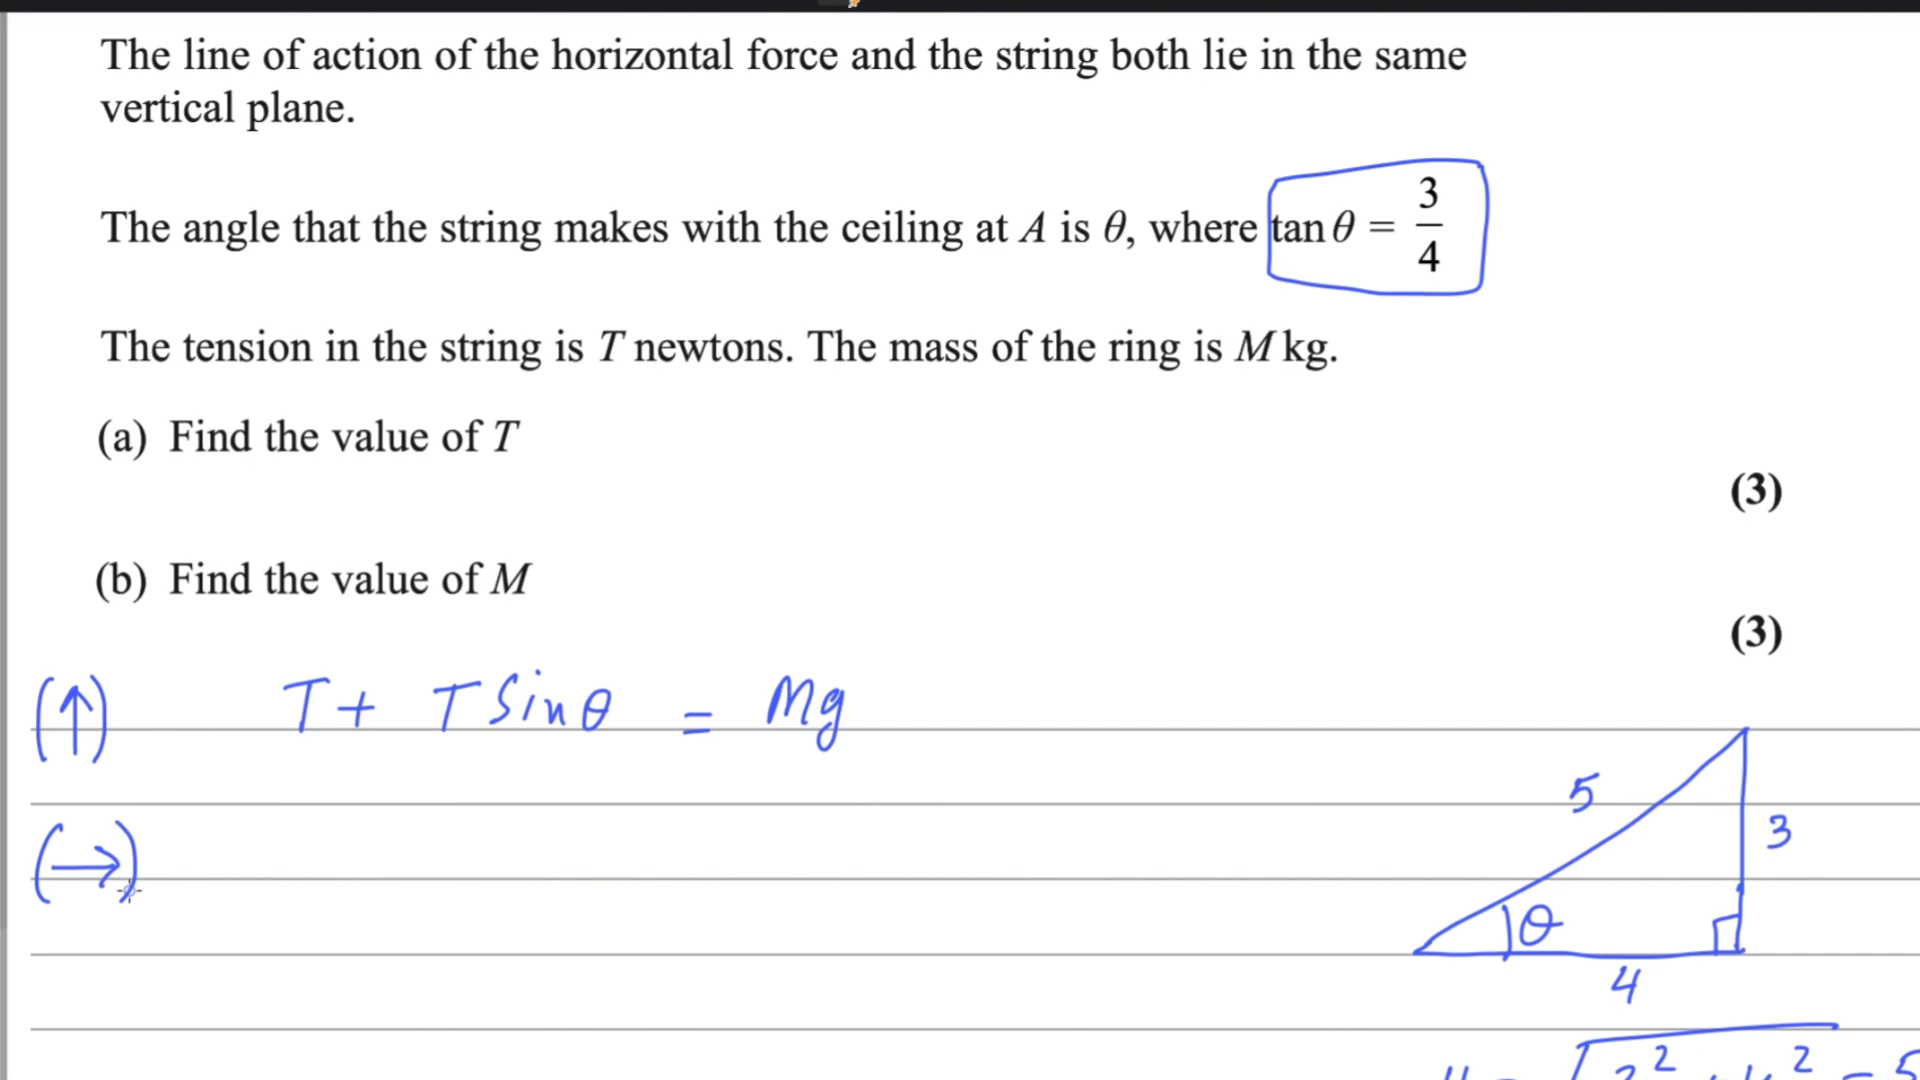 The line of action of the horizontal force and the string both lie in the same
vertical plane.
The angle that the string makes with the ceiling at A is θ, where tan θ = 3/4
The tension in the string is T newtons. The mass of the ring is M kg.
(a) Find the value of T
(3)
(b) Find the value of M
(3)
(↑) T + T Sin θ = Mg
5
3
(→)
θ
4